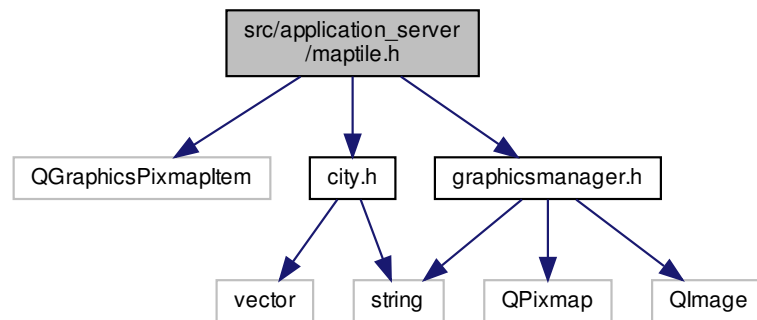 src/application_server
/maptile.h
QGraphicsPixmapItem
city.h
graphicsmanager.h
vector
string
QPixmap
QImage